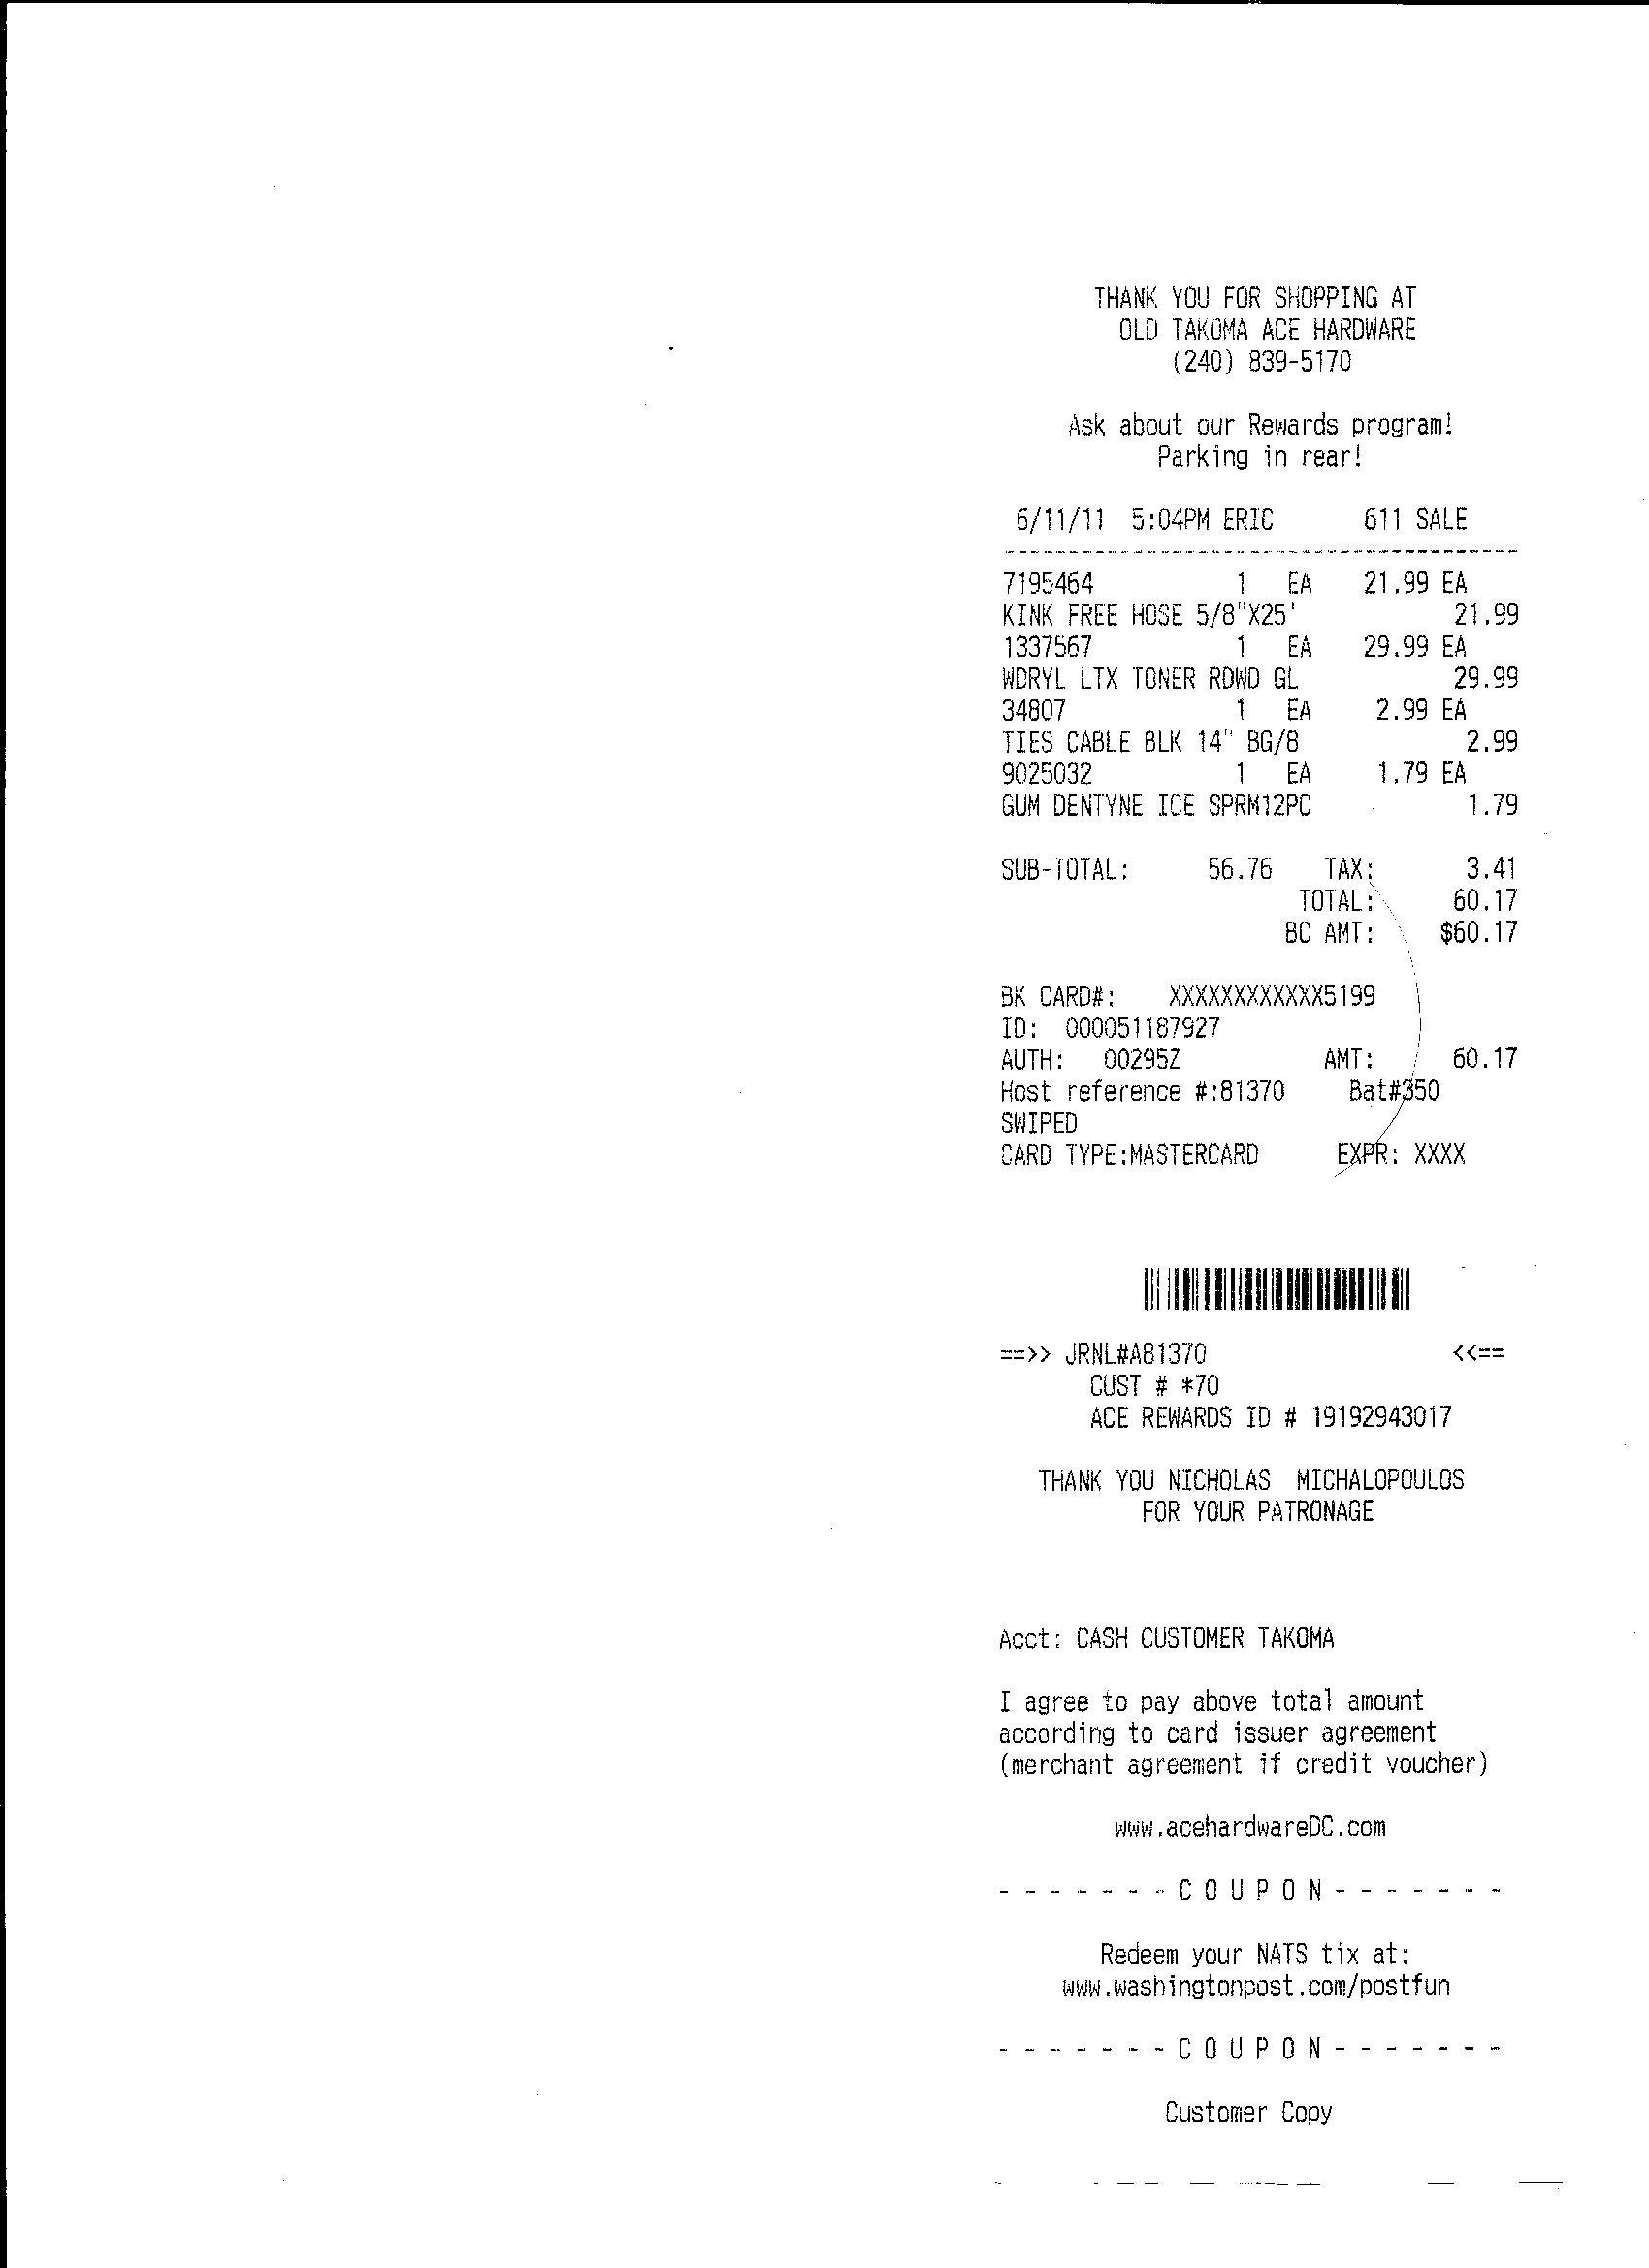 THANK YOU FOR SHOPPING AT
OLD TAKOMA ACE HARDWARE
(240) 839-5170
Ask about our Rewards program!
Parking in rear!
6/11/11 5:04PM ERIC 611 SALE
7195464 1 EA 21.99 EA
KINK FREE HOSE 5/8"X25' 21.99
1337567 1 EA 29.99 EA
WDRYL LTX TONER RDWD GL 29.99
34807 1 EA 2.99 EA
TIES CABLE BLK 14" BG/8 2.99
9025032 1 EA 1.79 EA
GUM DENTYNE ICE SPRM12PC 1.79
SUB-TOTAL: 56.76 TAX: 3.41
TOTAL: 60.17
BC AMT: $60.17
BK CARD#: XXXXXXXXXXXX5199
ID: 000051187927
AUTH: 00295Z AMT: 60.17
Host reference #:81370 Bat#350
SWIPED
CARD TYPE:MASTERCARD EXPR: XXXX
==>> JRNL#A81370 <<==
CUST # *70
ACE REWARDS ID # 19192943017
THANK YOU NICHOLAS MICHALOPOULOS
FOR YOUR PATRONAGE
Acct: CASH CUSTOMER TAKOMA
I agree to pay above total amount
according to card issuer agreement
(merchant agreement if credit voucher)
www.acehardwareDC.com
- - - - - - - C O U P O N - - - - - - -
Redeem your NATS tix at:
www.washingtonpost.com/postfun
- - - - - - - C O U P O N - - - - - - -
Customer Copy